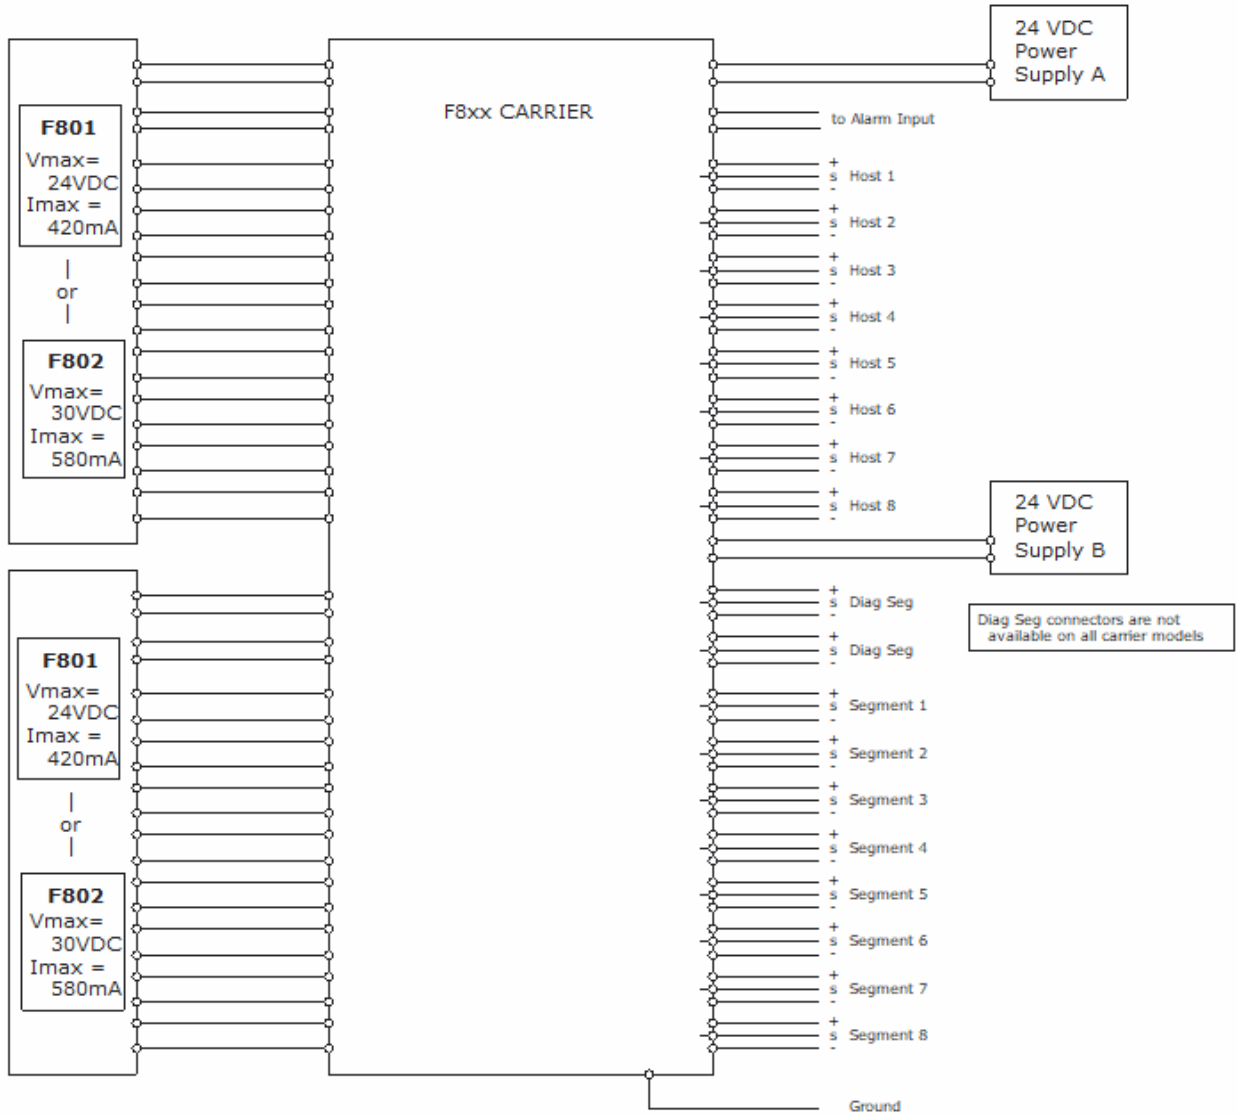 24 VDC
Power
Supply A
F8xx CARRIER
to Alarm Input
F801
Vmax=
24VDC
Imax =
420mA
|
or
|
F802
Vmax=
30VDC
Imax =
580mA
+
s Host 1
-
+
s Host 2
-
+
s Host 3
-
+
s Host 4
-
+
s Host 5
-
+
s Host 6
-
+
s Host 7
-
+
s Host 8
-
24 VDC
Power
Supply B
F801
Vmax=
24VDC
Imax =
420mA
|
or
|
F802
Vmax=
30VDC
Imax =
580mA
+
s Diag Seg
-
+
s Diag Seg
-
Diag Seg connectors are not
available on all carrier models
+
s Segment 1
-
+
s Segment 2
-
+
s Segment 3
-
+
s Segment 4
-
+
s Segment 5
-
+
s Segment 6
-
+
s Segment 7
-
+
s Segment 8
-
Ground